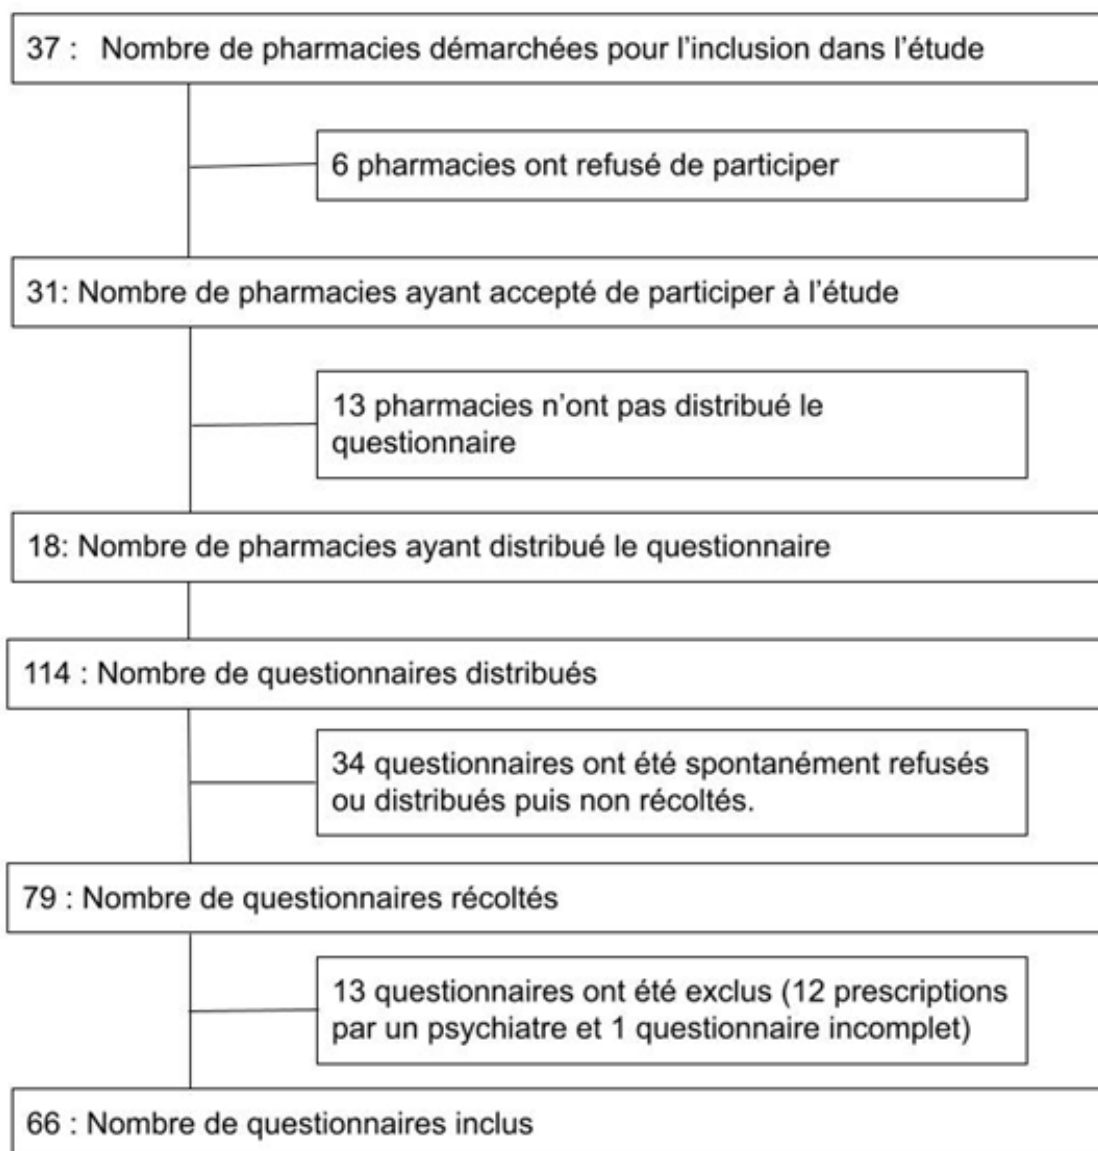 37 : Nombre de pharmacies démarchées pour l'inclusion dans l'étude
6 pharmacies ont refusé de participer
31: Nombre de pharmacies ayant accepté de participer à l'étude
13 pharmacies n'ont pas distribué le
questionnaire
18: Nombre de pharmacies ayant distribué le questionnaire
114 : Nombre de questionnaires distribués
34 questionnaires ont été spontanément refusés
ou distribués puis non récoltés.
79 : Nombre de questionnaires récoltés
13 questionnaires ont été exclus (12 prescriptions
par un psychiatre et 1 questionnaire incomplet)
66 : Nombre de questionnaires inclus